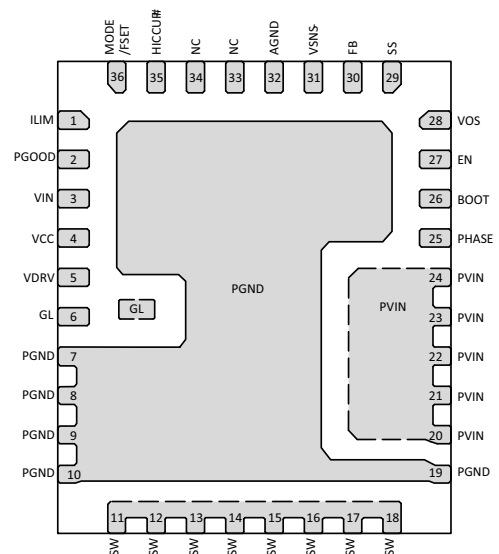 MODE
/FSET
HICCUP#
NC
NC
AGND
VSNS-
FB
SS
36
35
34
33
32
31
30
29
ILIM 1
PGOOD 2
VIN 3
VCC 4
VDRV 5
GL 6
PGND 7
PGND 8
PGND 9
PGND 10
GL
PGND
PVIN
28 VOS
27 EN
26 BOOT
25 PHASE
24 PVIN
23 PVIN
22 PVIN
21 PVIN
20 PVIN
19 PGND
11
12
13
14
15
16
17
18
SW
SW
SW
SW
SW
SW
SW
SW